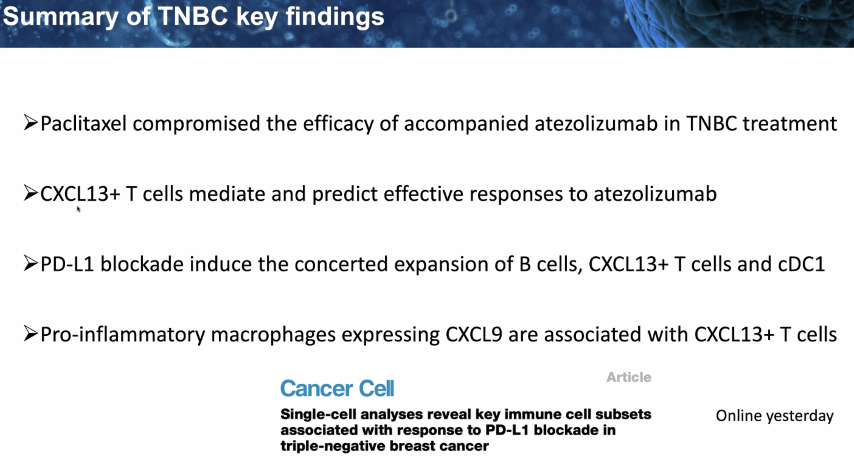 Summary of TNBC key findings
➢Paclitaxel compromised the efficacy of accompanied atezolizumab in TNBC treatment
➢CXCL13+ T cells mediate and predict effective responses to atezolizumab
➢PD-L1 blockade induce the concerted expansion of B cells, CXCL13+ T cells and cDC1
➢Pro-inflammatory macrophages expressing CXCL9 are associated with CXCL13+ T cells
Article
Cancer Cell
Single-cell analyses reveal key immune cell subsets
associated with response to PD-L1 blockade in
triple-negative breast cancer
Online yesterday